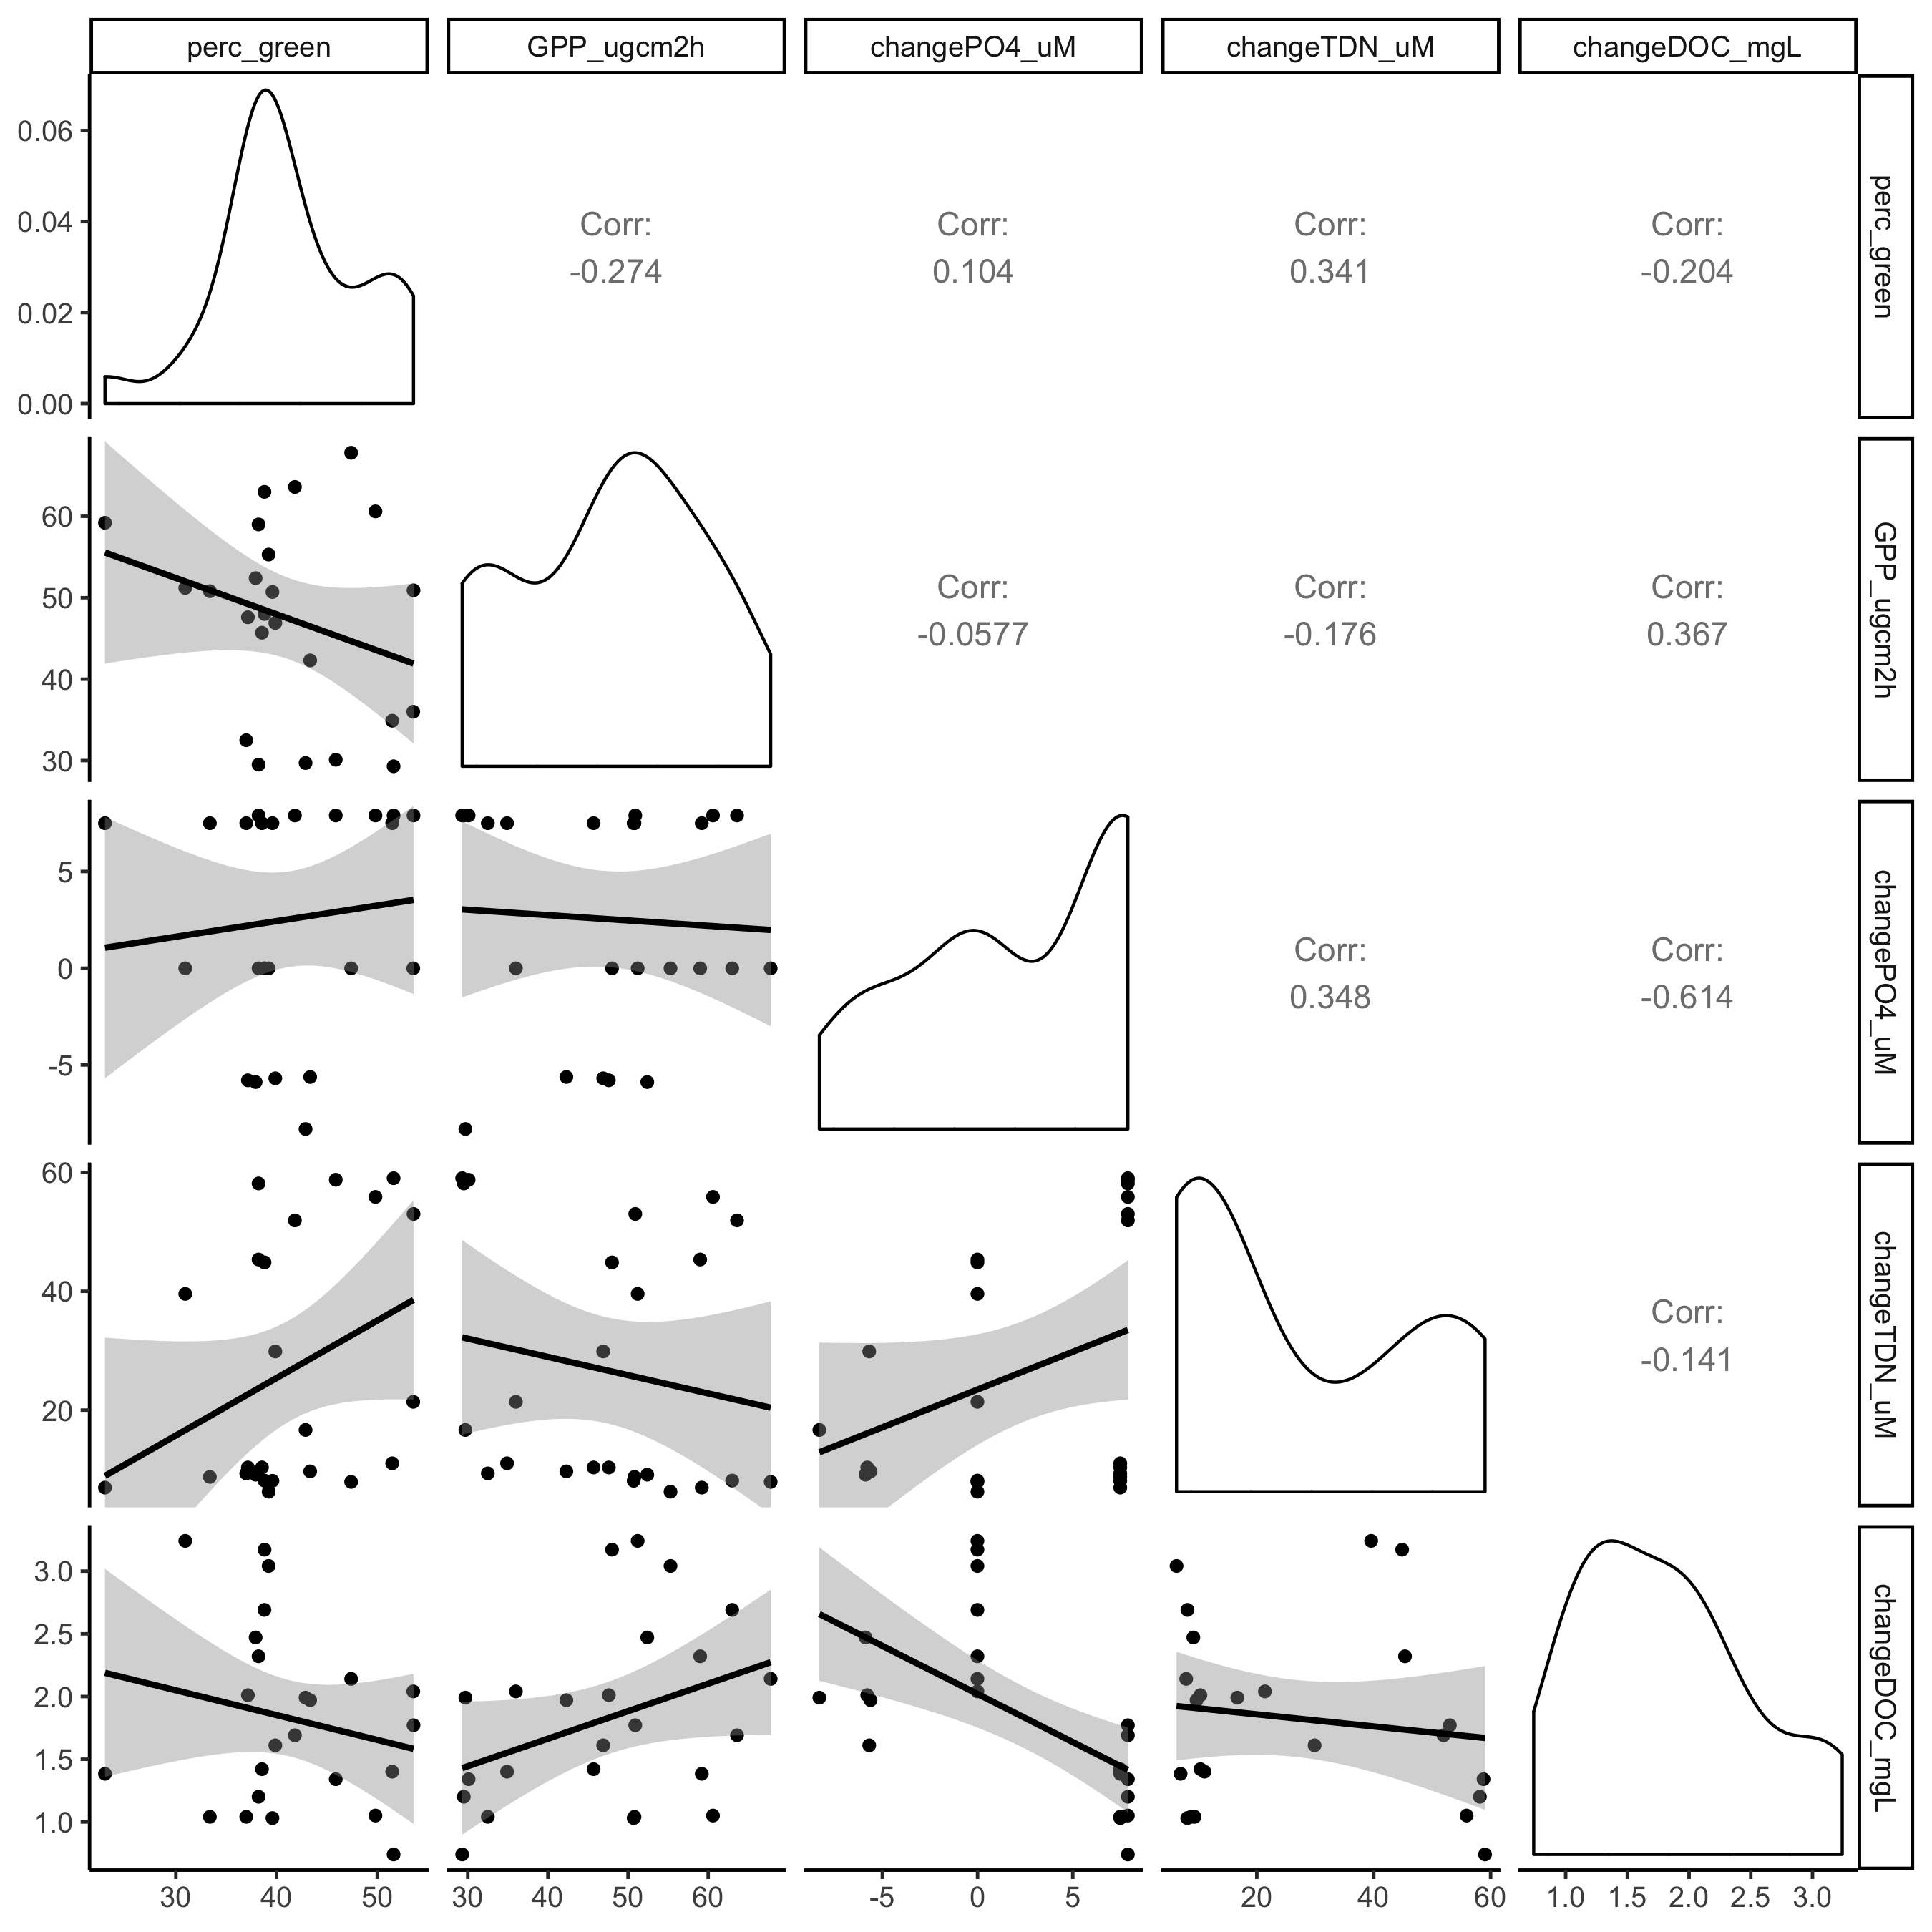 perc_green GPP_ugcm2h changePO4_uM changeTDN_uM changeDOC_mgL
0.06
0.04
0.02
0.00
Corr:
-0.274
Corr:
0.104
Corr:
0.341
Corr:
-0.204
perc_green
60
50
40
30
Corr:
-0.0577
Corr:
-0.176
Corr:
0.367
GPP_ugcm2h
5
0
-5
Corr:
0.348
Corr:
-0.614
changePO4_uM
60
40
20
Corr:
-0.141
changeTDN_uM
3.0
2.5
2.0
1.5
1.0
changeDOC_mgL
30 40 50 30 40 50 60 -5 0 5 20 40 60 1.0 1.5 2.0 2.5 3.0